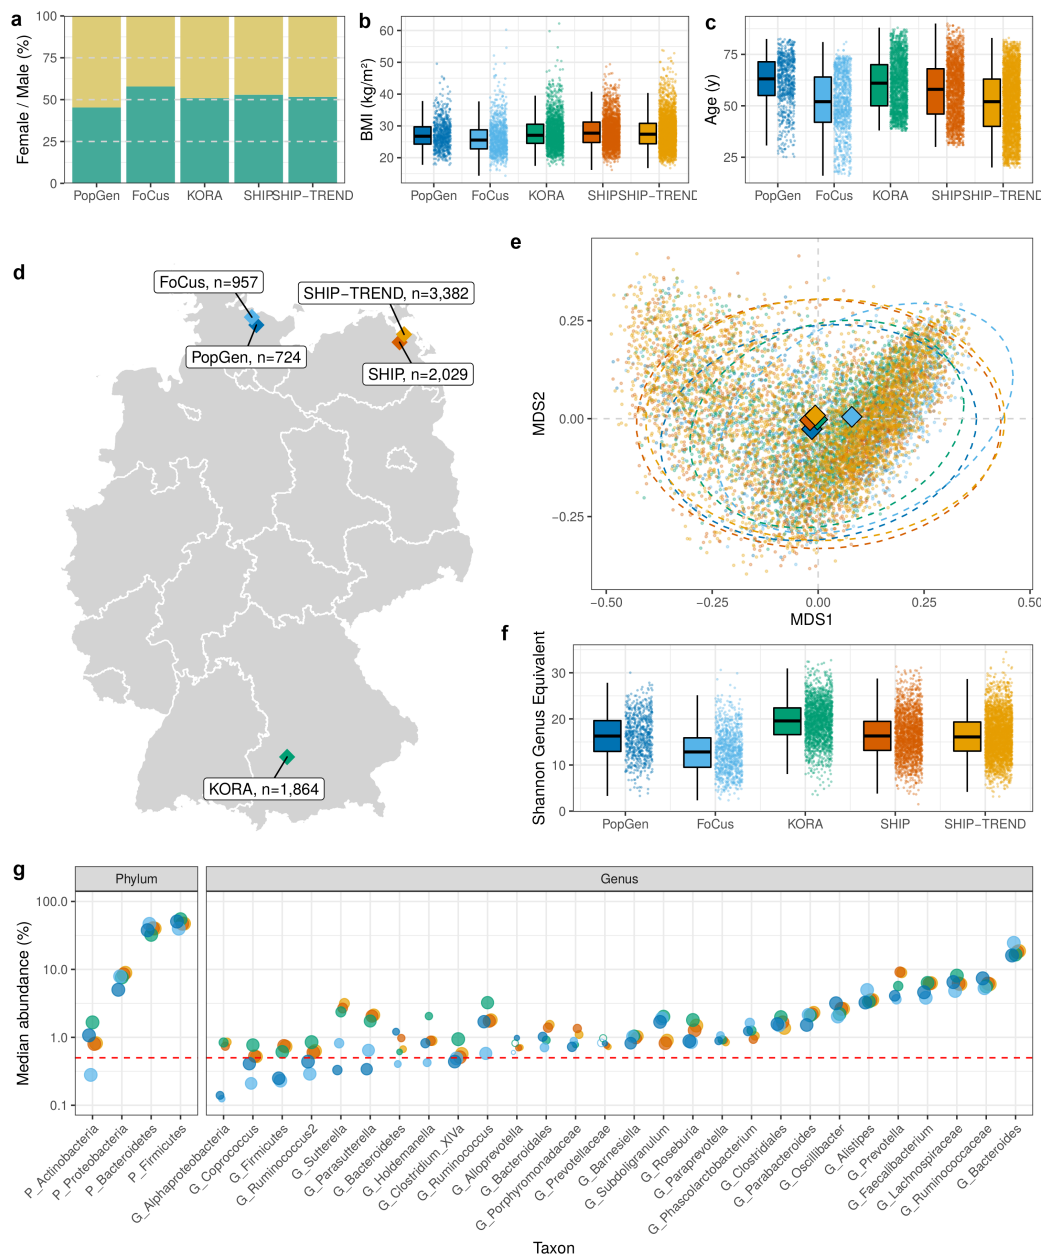 a
100
75
50
25
0
Female / Male (%)
PopGen
FoCus
KORA
SHIP
SHIP−TREND
b
60
50
40
30
20
BMI (kg/m²)
PopGen
FoCus
KORA
SHIP
SHIP−TREND
c
75
50
25
Age (y)
PopGen
FoCus
KORA
SHIP
SHIP−TREND
d
FoCus, n=957
SHIP−TREND, n=3,382
PopGen, n=724
SHIP, n=2,029
KORA, n=1,864
e
0.25
0.00
−0.25
MDS2
−0.50
−0.25
0.00
0.25
0.50
MDS1
f
30
20
10
0
Shannon Genus Equivalent
PopGen
FoCus
KORA
SHIP
SHIP−TREND
g
Phylum
Genus
100.0
10.0
1.0
0.1
Median abundance (%)
P_Actinobacteria
P_Proteobacteria
P_Bacteroidetes
P_Firmicutes
G_Alphaproteobacteria
G_Coprococcus
G_Firmicutes
G_Ruminococcus2
G_Sutterella
G_Parasutterella
G_Bacteroidetes
G_Holdemanella
G_Clostridium_XIVa
G_Ruminococcus
G_Alloprevotella
G_Bacteroidales
G_Porphyromonadaceae
G_Prevotellaceae
G_Barnesiella
G_Subdoligranulum
G_Roseburia
G_Paraprevotella
G_Phascolarctobacterium
G_Clostridiales
G_Parabacteroides
G_Oscillibacter
G_Alistipes
G_Prevotella
G_Faecalibacterium
G_Lachnospiraceae
G_Ruminococcaceae
G_Bacteroides
Taxon